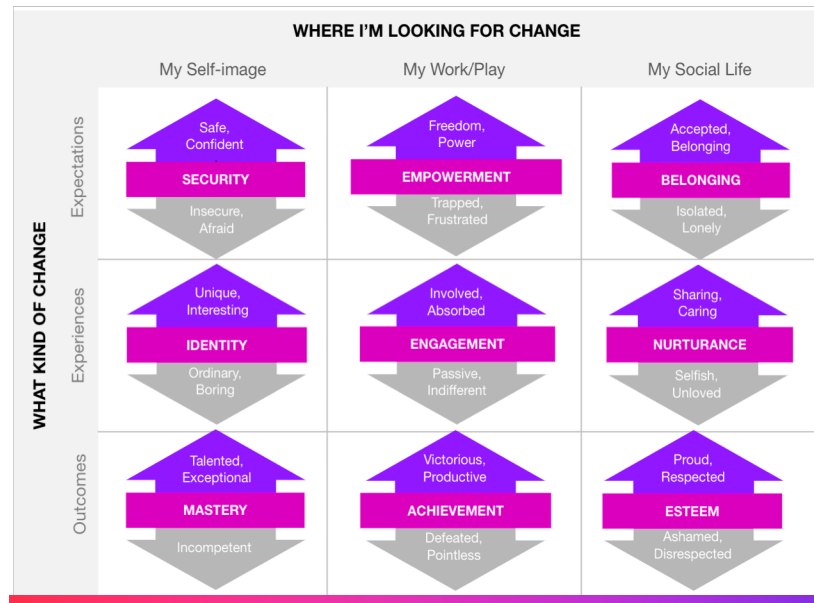 WHERE I'M LOOKING FOR CHANGE
My Self-image
My Work/Play
My Social Life
WHAT KIND OF CHANGE
Expectations
Safe,
Confident
SECURITY
Insecure,
Afraid
Freedom,
Power
EMPOWERMENT
Trapped,
Frustrated
Accepted,
Belonging
BELONGING
Isolated,
Lonely
Experiences
Unique,
Interesting
IDENTITY
Ordinary,
Boring
Involved,
Absorbed
ENGAGEMENT
Passive,
Indifferent
Sharing,
Caring
NURTURANCE
Selfish,
Unloved
Outcomes
Talented,
Exceptional
MASTERY
Incompetent
Victorious,
Productive
ACHIEVEMENT
Defeated,
Pointless
Proud,
Respected
ESTEEM
Ashamed,
Disrespected